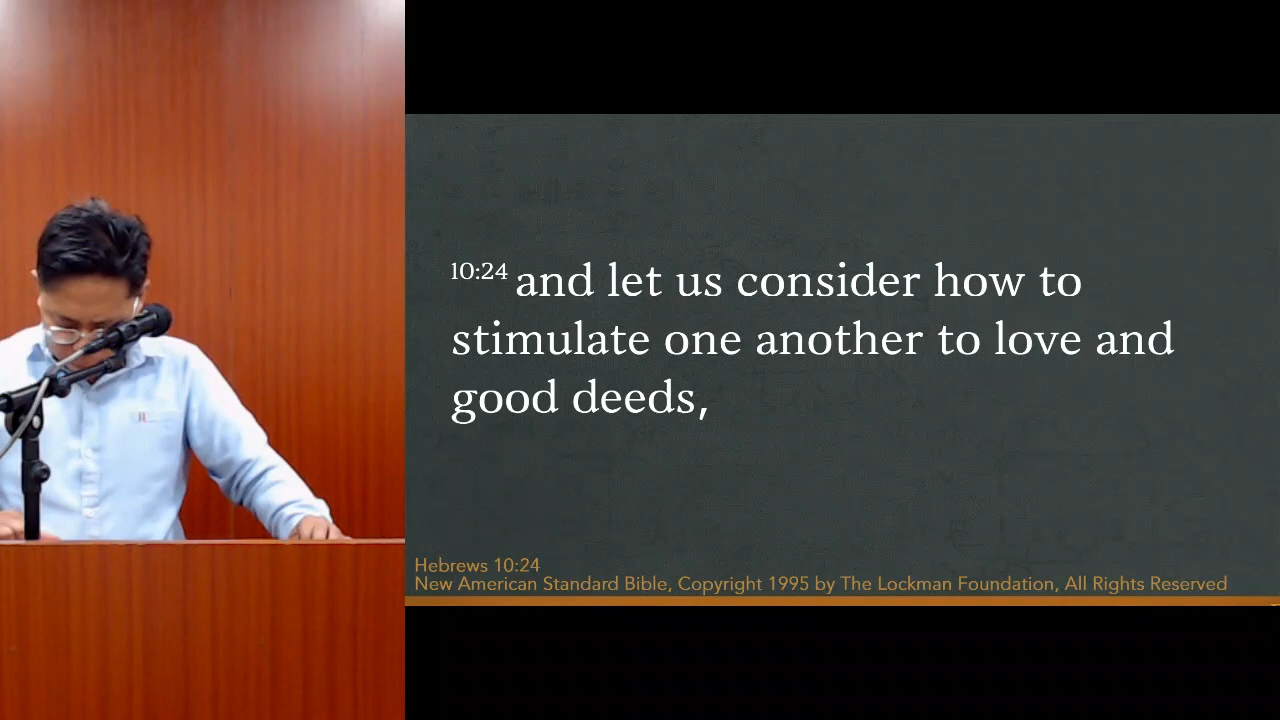 10:24 and let us consider how to
stimulate one another to love and
good deeds,
Hebrews 10:24
New American Standard Bible, Copyright 1995 by The Lockman Foundation, All Rights Reserved